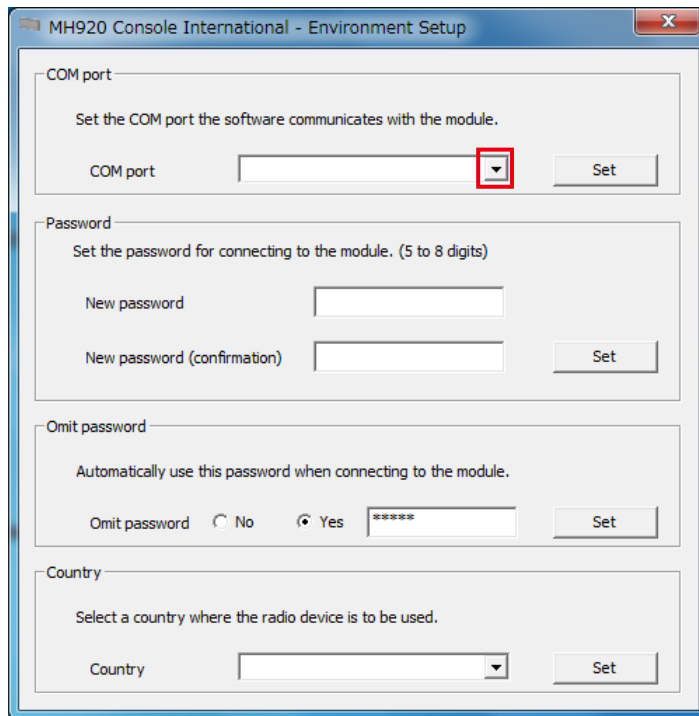 MH920 Console International - Environment Setup
COM port
Set the COM port the software communicates with the module.
COM port
Set
Password
Set the password for connecting to the module. (5 to 8 digits)
New password
New password (confirmation)
Set
Omit password
Automatically use this password when connecting to the module.
Omit password No Yes *****
Set
Country
Select a country where the radio device is to be used.
Country
Set